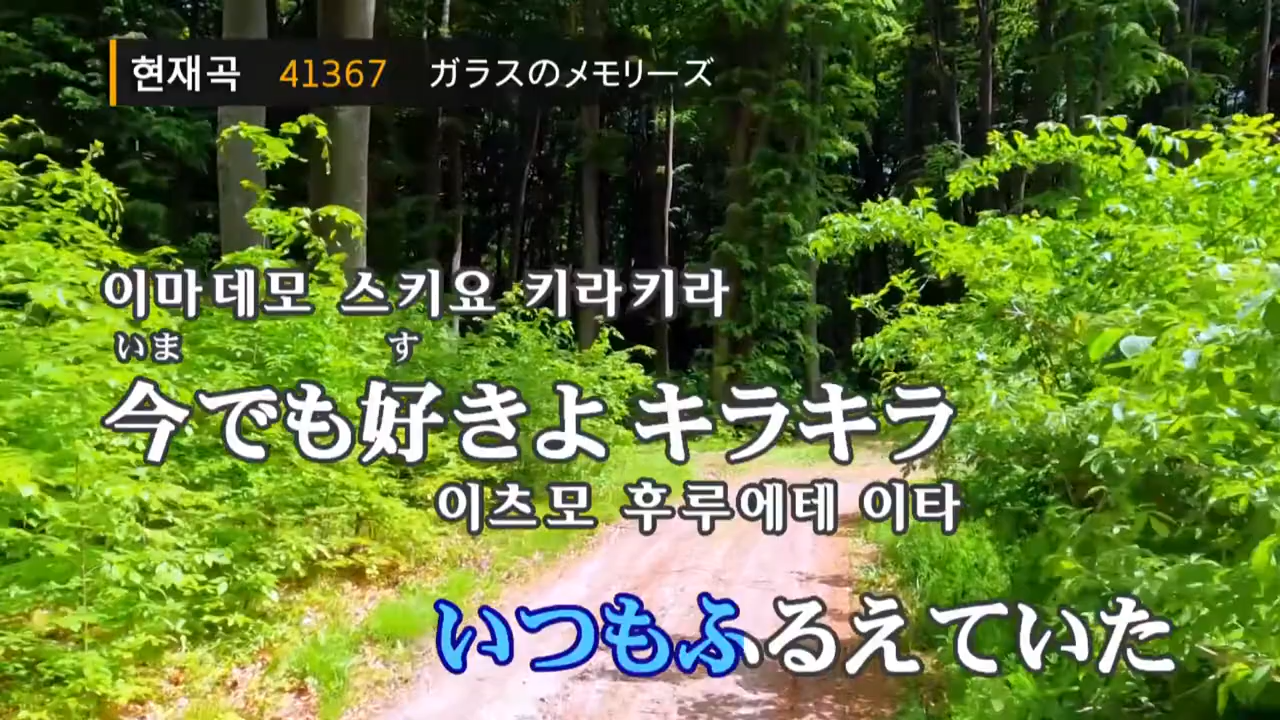 현재곡 41367 ガラスのメモリーズ
이마데모 스키요 키라키라
いま す
今でも好きよ キラキラ
이츠모 후루에테 이타
いつもふるえていた